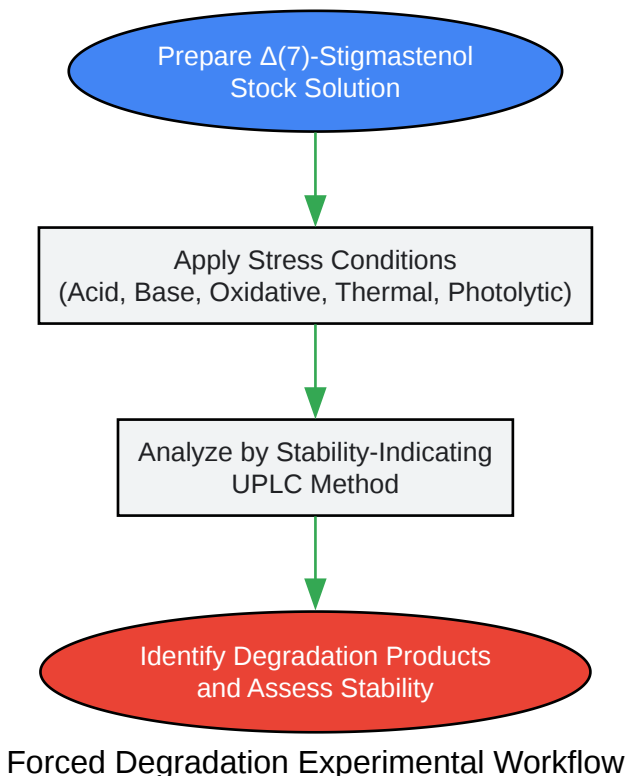 Prepare Δ(7)-Stigmastenol
Stock Solution
Apply Stress Conditions
(Acid, Base, Oxidative, Thermal, Photolytic)
Analyze by Stability-Indicating
UPLC Method
Identify Degradation Products
and Assess Stability
Forced Degradation Experimental Workflow